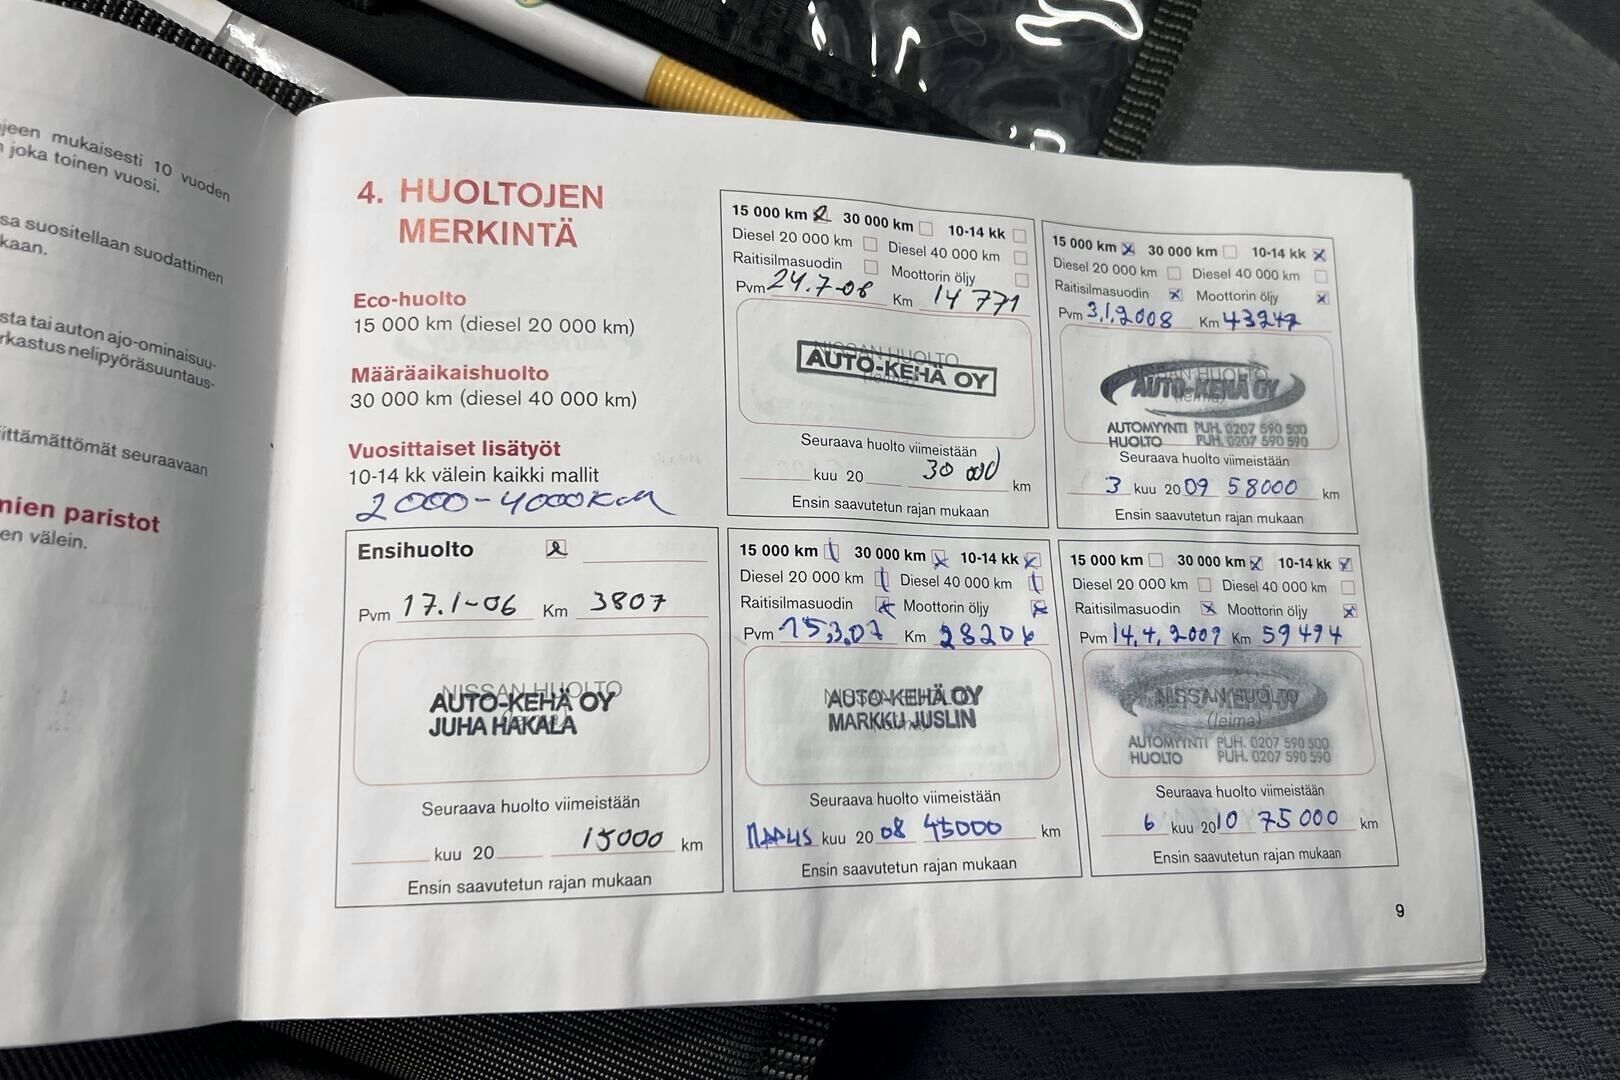 jeen mukaisesti 10 vuoden
joka toinen vuosi.
sa suositellaan suodattimen
kaan.
sta tai auton ajo-ominaisuu-
rkastus nelipyöräsuuntaus-
ittämättömät seuraavaan
mien paristot
en välein.
4. HUOLTOJEN
MERKINTÄ
Eco-huolto
15 000 km (diesel 20 000 km)
Määräaikaishuolto
30 000 km (diesel 40 000 km)
Vuosittaiset lisätyöt
10-14 kk välein kaikki mallit
2000-4000KM
Ensihuolto
Pvm 17.1-06 Km 3807
NISSAN HUOLTO
AUTO-KEHÄ OY
JUHA HAKALA
Seuraava huolto viimeistään
kuu 20 15000 km
Ensin saavutetun rajan mukaan
15 000 km 30 000 km 10-14 kk
Diesel 20 000 km Diesel 40 000 km
Raitisilmasuodin Moottorin öljy
Pvm 24.7-06 Km 14 771
NISSAN HUOLTO
AUTO-KEHÄ OY
(leima)
Seuraava huolto viimeistään
kuu 20 30 000 km
Ensin saavutetun rajan mukaan
15 000 km 30 000 km 10-14 kk
Diesel 20 000 km Diesel 40 000 km
Raitisilmasuodin Moottorin öljy
Pvm 15.3.07 Km 28206
AUTO-KEHÄ OY
MARKKU JUSLIN
Seuraava huolto viimeistään
kuu 20 08 45000 km
Ensin saavutetun rajan mukaan
15 000 km 30 000 km 10-14 kk
Diesel 20 000 km Diesel 40 000 km
Raitisilmasuodin Moottorin öljy
Pvm 3.1.2008 Km 43247
NISSAN HUOLTO
AUTO-KEHÄ OY
(leima)
AUTOMYYNTI PUH. 0207 590 500
HUOLTO PUH. 0207 590 590
Seuraava huolto viimeistään
3 kuu 20 09 58000 km
Ensin saavutetun rajan mukaan
15 000 km 30 000 km 10-14 kk
Diesel 20 000 km Diesel 40 000 km
Raitisilmasuodin Moottorin öljy
Pvm 14.4.2009 Km 59494
NISSAN HUOLTO
(leima)
AUTOMYYNTI PUH. 0207 590 500
HUOLTO PUH. 0207 590 590
Seuraava huolto viimeistään
6 kuu 2010 75000 km
Ensin saavutetun rajan mukaan
9